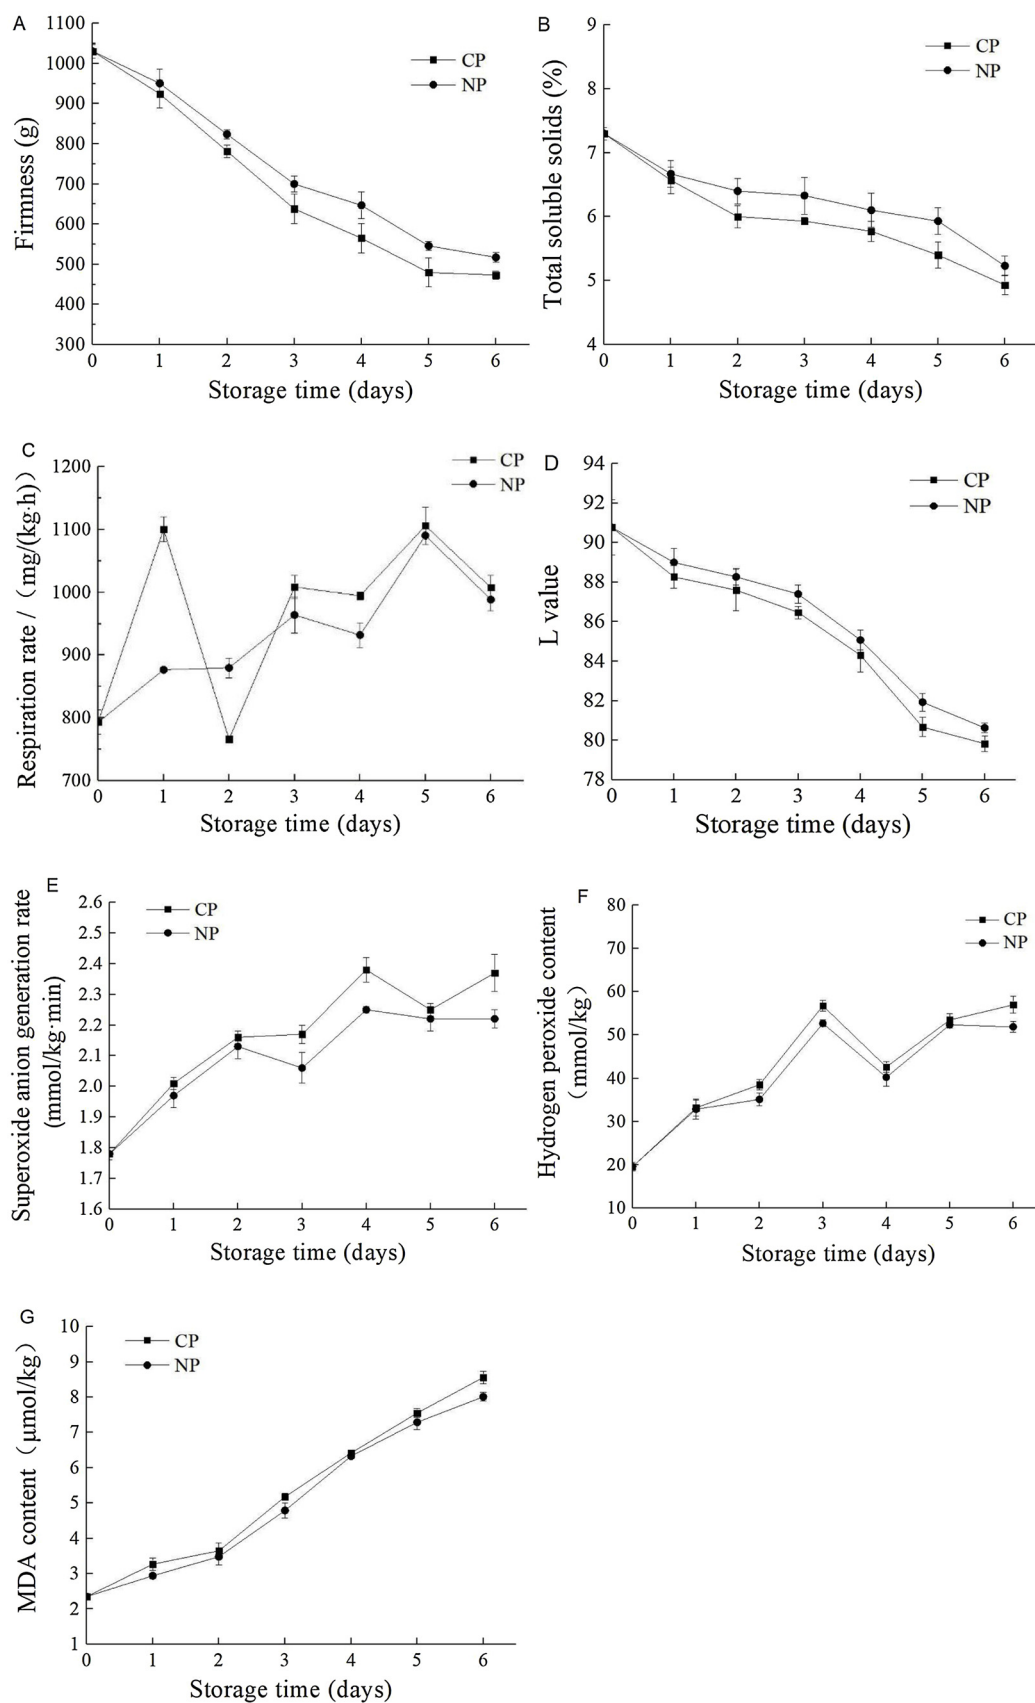 A
1100
1000
900
800
700
600
500
400
300
Firmness (g)
CP
NP
0 1 2 3 4 5 6
Storage time (days)
B
9
8
7
6
5
4
Total soluble solids (%)
CP
NP
0 1 2 3 4 5 6
Storage time (days)
C
1200
1100
1000
900
800
700
Respiration rate /（mg/(kg·h)）
CP
NP
0 1 2 3 4 5 6
Storage time (days)
D
94
92
90
88
86
84
82
80
78
L value
CP
NP
0 1 2 3 4 5 6
Storage time (days)
E
2.6
2.5
2.4
2.3
2.2
2.1
2.0
1.9
1.8
1.7
1.6
Superoxide anion generation rate
(mmol/kg·min)
CP
NP
0 1 2 3 4 5 6
Storage time (days)
F
80
70
60
50
40
30
20
10
Hydrogen peroxide content
（mmol/kg）
CP
NP
0 1 2 3 4 5 6
Storage time (days)
G
10
9
8
7
6
5
4
3
2
1
MDA content（μmol/kg）
CP
NP
0 1 2 3 4 5 6
Storage time (days)